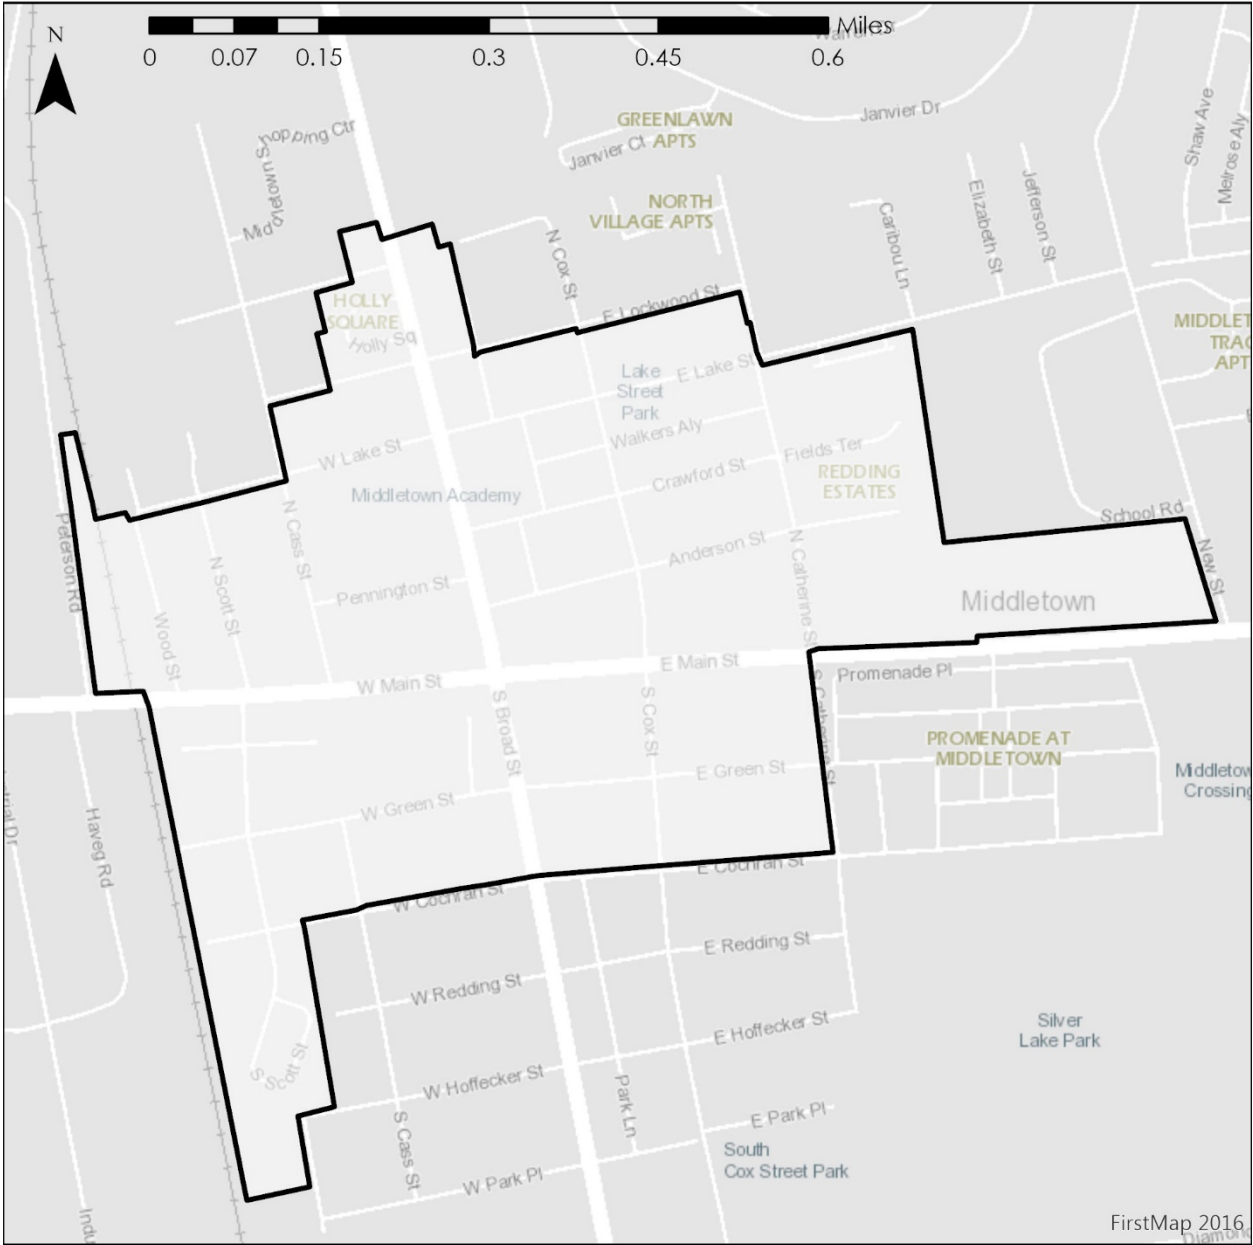 Miles
N
0 0.07 0.15 0.3 0.45 0.6
Janvier Dr
Shaw Ave
Melrose Aly
GREENLAWN
APTS
Janvier Ct
NORTH
VILLAGE APTS
Elizabeth St
Jefferson St
Caribou Ln
N Cox St
E Lockwood St
HOLLY
SQUARE
Holly Sq
Lake
Street
Park
E Lake St
Walkers Aly
W Lake St
Crawford St
Fields Ter
REDDING
ESTATES
Middletown Academy
School Rd
Peterson Rd
N Cass St
N Scott St
Wood St
Anderson St
N Catherine St
New St
Pennington St
Middletown
E Main St
W Main St
Promenade Pl
S Catherine St
S Broad St
S Cox St
PROMENADE AT
MIDDLETOWN
E Green St
W Green St
Crossing
Haveg Rd
E Cochran St
W Cochran St
E Redding St
W Redding St
E Hoffecker St
W Hoffecker St
Silver
Lake Park
S Scott St
Park Ln
S Cass St
E Park Pl
W Park Pl
South
Cox Street Park
FirstMap 2016